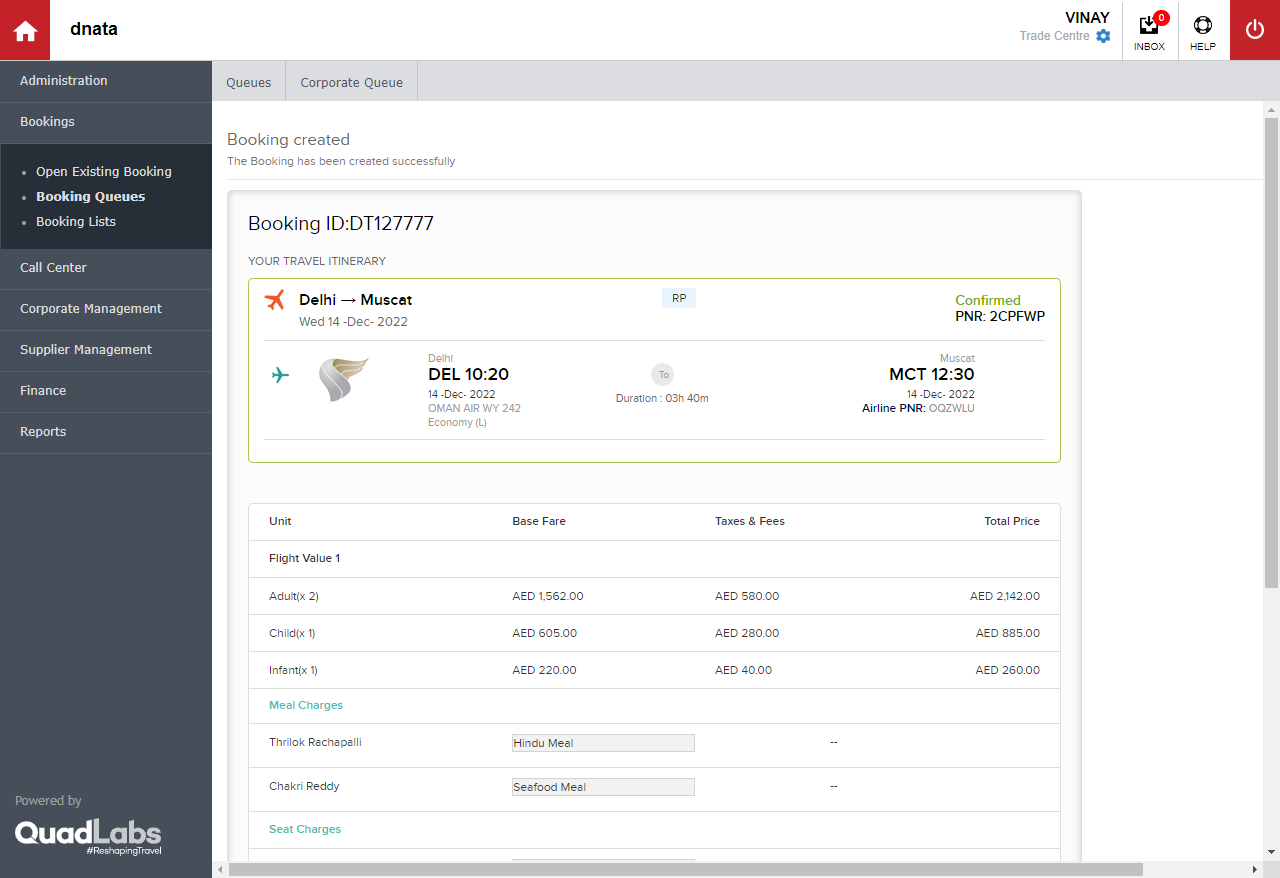 dnata
VINAY
Trade Centre
0
INBOX
HELP
Administration
Bookings
Open Existing Booking
Booking Queues
Booking Lists
Call Center
Corporate Management
Supplier Management
Finance
Reports
Powered by
QuadLabs
#ReshapingTravel
Queues
Corporate Queue
Booking created
The Booking has been created successfully
Booking ID:DT127777
YOUR TRAVEL ITINERARY
Delhi → Muscat
RP
Confirmed
Wed 14 -Dec- 2022
PNR: 2CPFWP
Delhi
DEL 10:20
14 -Dec- 2022
OMAN AIR WY 242
Economy (L)
To
Duration : 03h 40m
Muscat
MCT 12:30
14 -Dec- 2022
Airline PNR: OQZWLU
Unit Base Fare Taxes & Fees Total Price
Flight Value 1
Adult(x 2) AED 1,562.00 AED 580.00 AED 2,142.00
Child(x 1) AED 605.00 AED 280.00 AED 885.00
Infant(x 1) AED 220.00 AED 40.00 AED 260.00
Meal Charges
Thrilok Rachapalli Hindu Meal --
Chakri Reddy Seafood Meal --
Seat Charges